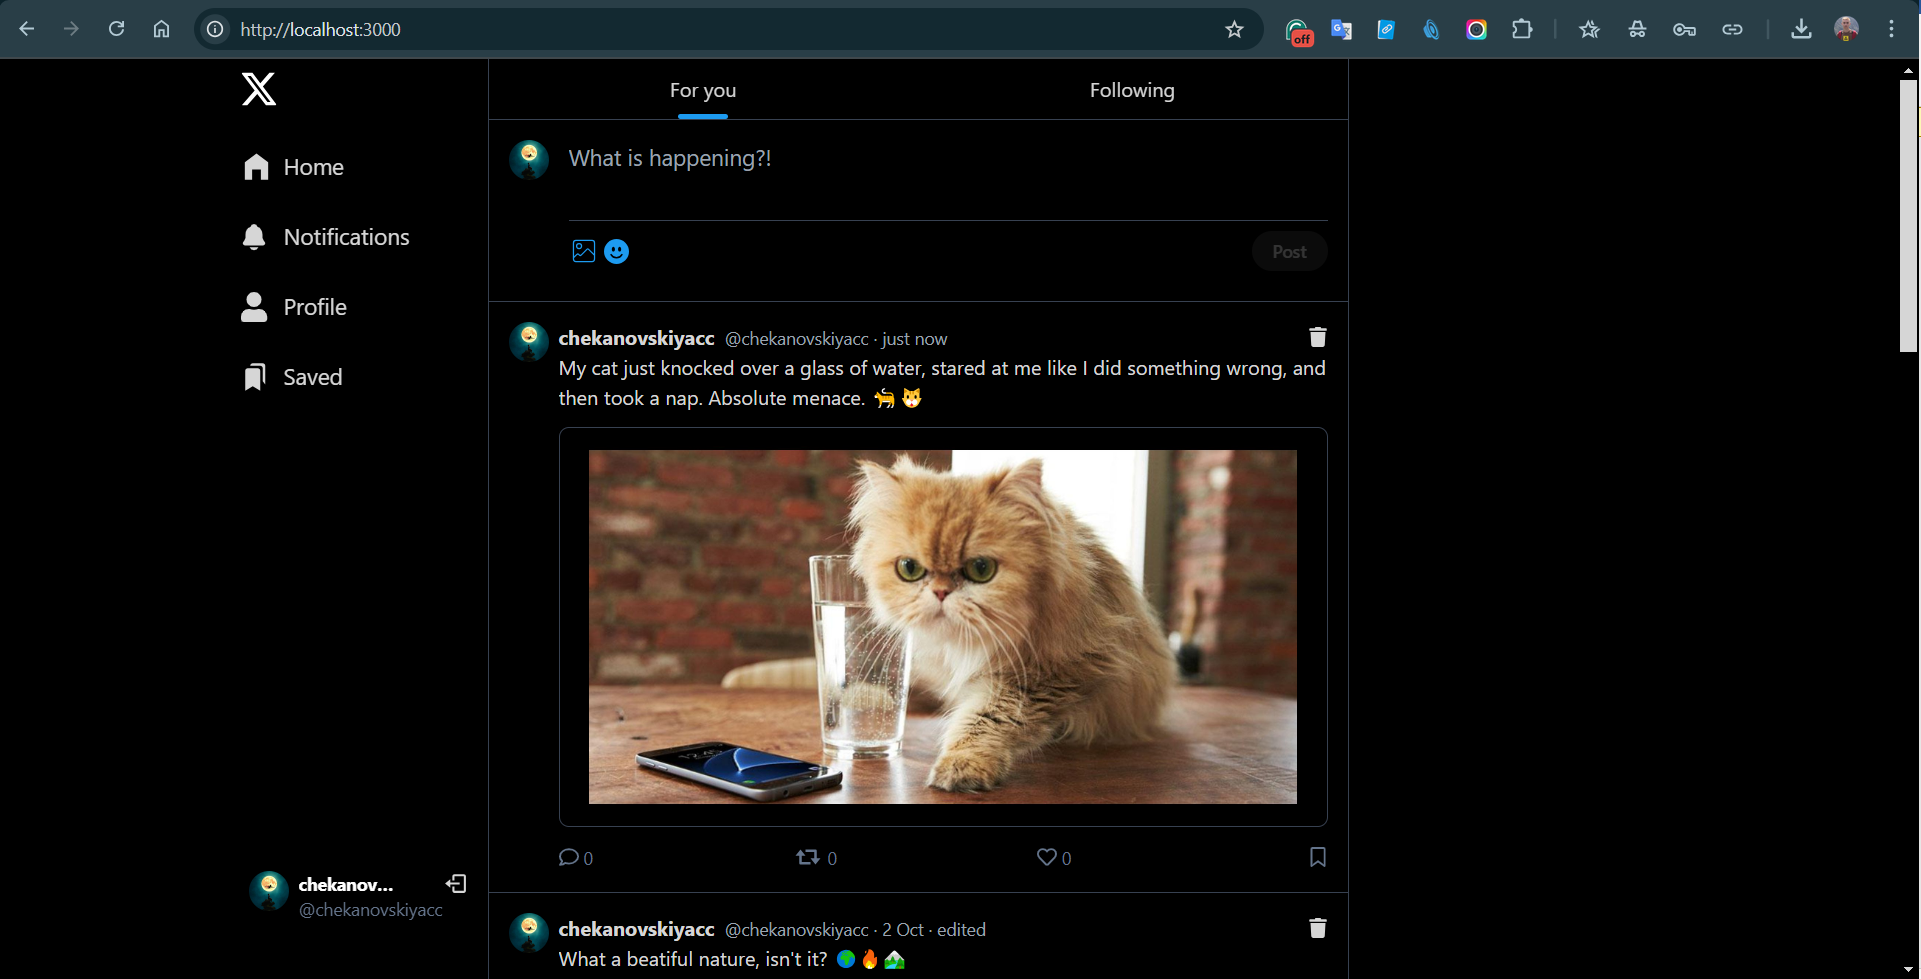 http://localhost:3000
off
For you
Following
What is happening?!
Home
Notifications
Profile
Saved
Post
chekanovskiyacc @chekanovskiyacc · just now
My cat just knocked over a glass of water, stared at me like I did something wrong, and
then took a nap. Absolute menace. 🐈 🐱
0
0
0
chekanov...
@chekanovskiyacc
chekanovskiyacc @chekanovskiyacc · 2 Oct · edited
What a beatiful nature, isn't it? 🌍 🔥 🏔️